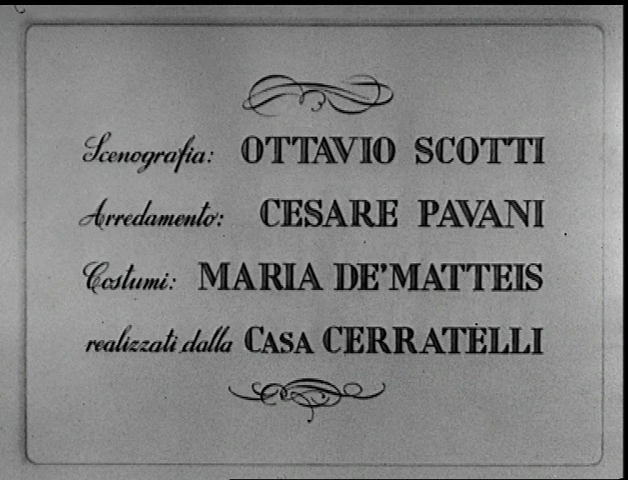 Scenografia: OTTAVIO SCOTTI
Arredamento: CESARE PAVANI
Costumi: MARIA DE'MATTEIS
realizzati dalla CASA CERRATELLI